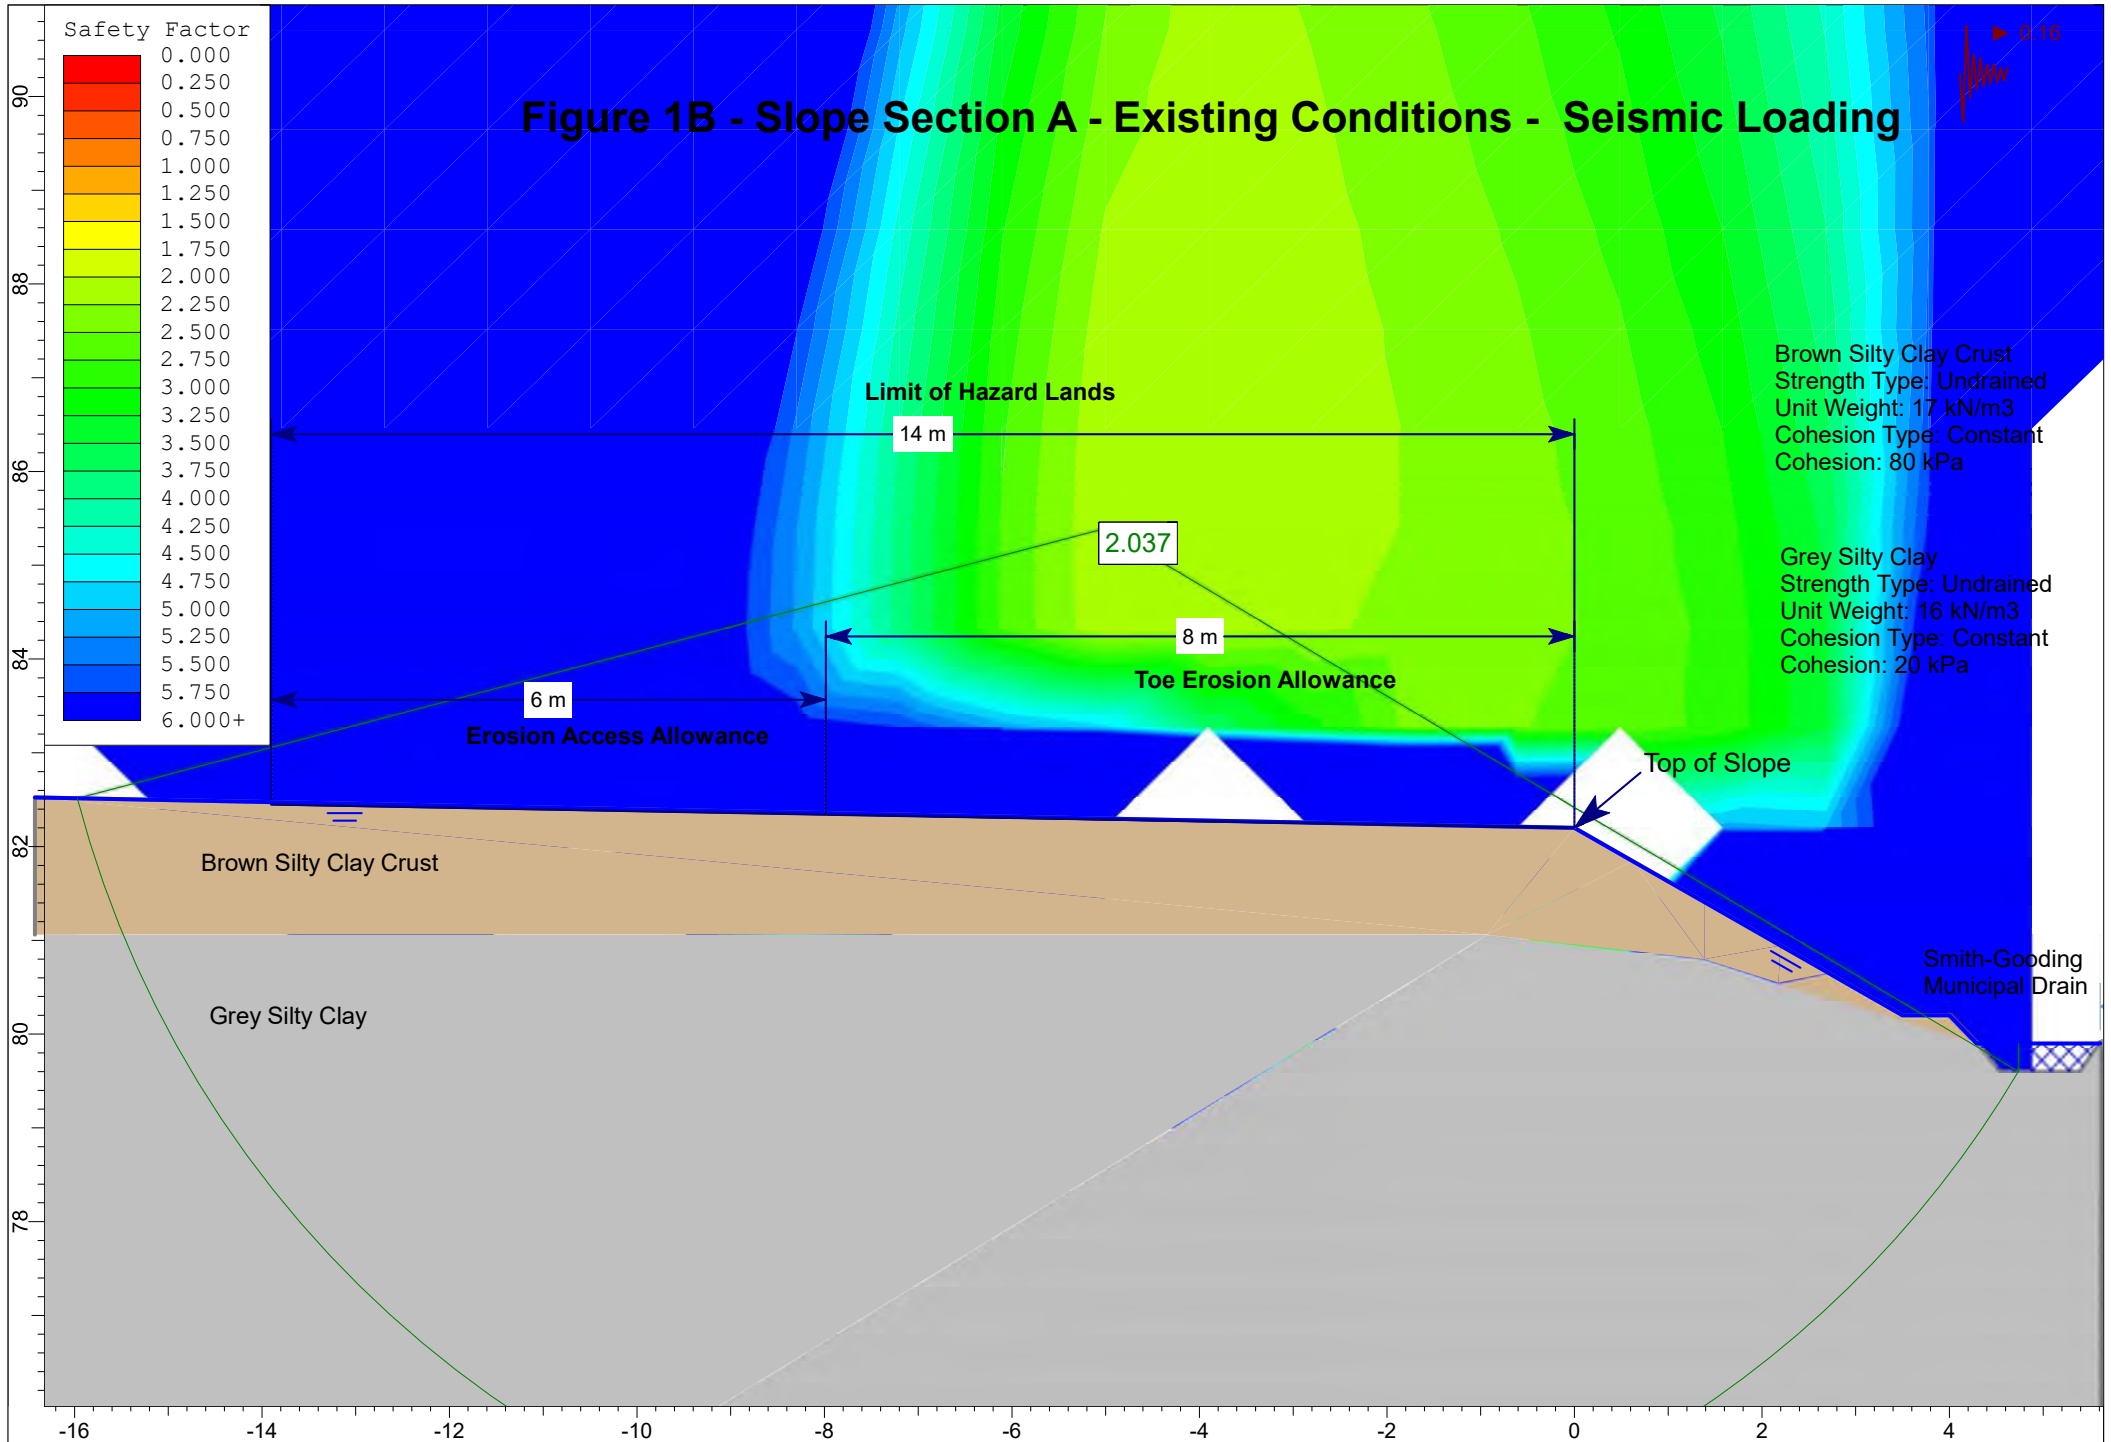 Safety Factor
0.000
0.250
0.500
0.750
1.000
1.250
1.500
1.750
2.000
2.250
2.500
2.750
3.000
3.250
3.500
3.750
4.000
4.250
4.500
4.750
5.000
5.250
5.500
5.750
6.000+
0.16
Figure 1B - Slope Section A - Existing Conditions - Seismic Loading
Limit of Hazard Lands
14 m
Brown Silty Clay Crust
Strength Type: Undrained
Unit Weight: 17 kN/m3
Cohesion Type: Constant
Cohesion: 80 kPa
2.037
Grey Silty Clay
Strength Type: Undrained
Unit Weight: 16 kN/m3
Cohesion Type: Constant
Cohesion: 20 kPa
8 m
Toe Erosion Allowance
6 m
Erosion Access Allowance
Top of Slope
Brown Silty Clay Crust
Smith-Gooding
Municipal Drain
Grey Silty Clay
90
88
86
84
82
80
78
-16
-14
-12
-10
-8
-6
-4
-2
0
2
4